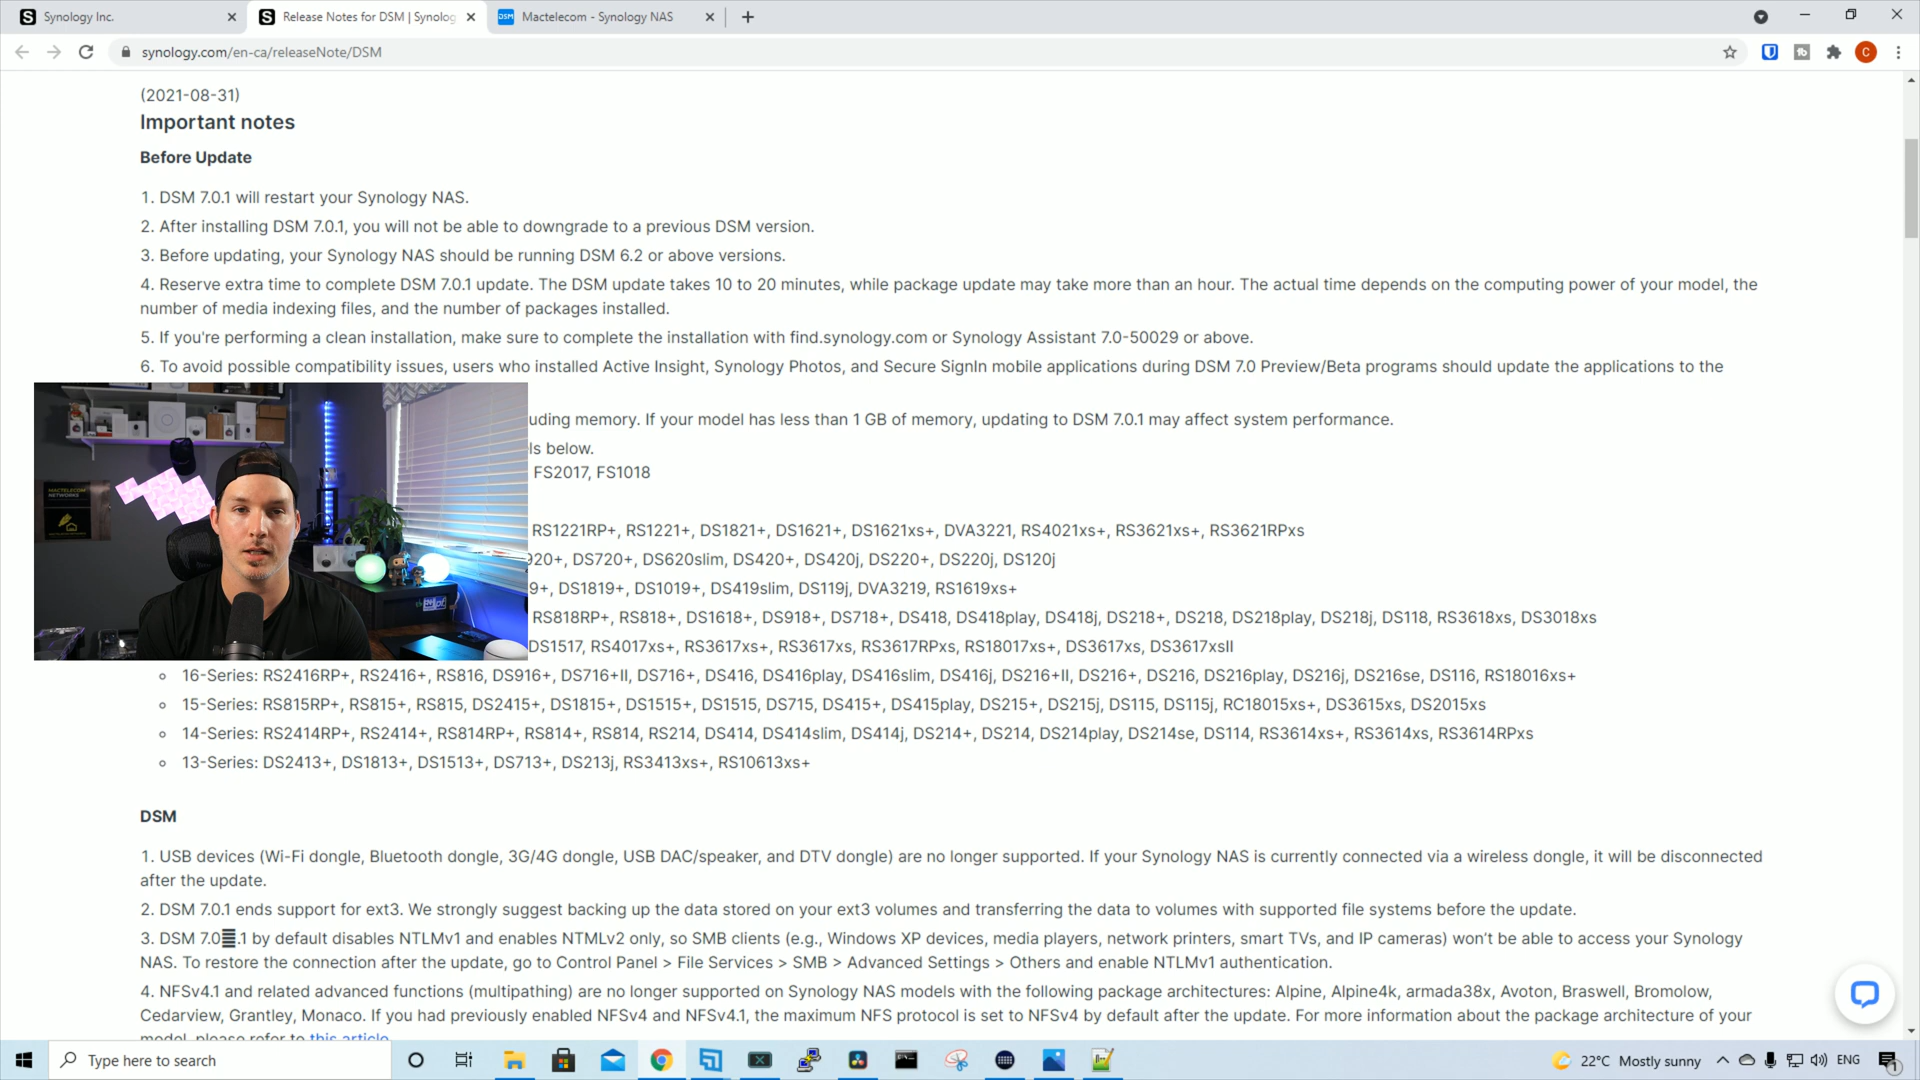 Synology Inc.
Release Notes for DSM | Synolog
Mactelecom - Synology NAS
synology.com/en-ca/releaseNote/DSM
(2021-08-31)
Important notes
Before Update
1. DSM 7.0.1 will restart your Synology NAS.
2. After installing DSM 7.0.1, you will not be able to downgrade to a previous DSM version.
3. Before updating, your Synology NAS should be running DSM 6.2 or above versions.
4. Reserve extra time to complete DSM 7.0.1 update. The DSM update takes 10 to 20 minutes, while package update may take more than an hour. The actual time depends on the computing power of your model, the
number of media indexing files, and the number of packages installed.
5. If you're performing a clean installation, make sure to complete the installation with find.synology.com or Synology Assistant 7.0-50029 or above.
6. To avoid possible compatibility issues, users who installed Active Insight, Synology Photos, and Secure SignIn mobile applications during DSM 7.0 Preview/Beta programs should update the applications to the
uding memory. If your model has less than 1 GB of memory, updating to DSM 7.0.1 may affect system performance.
ls below.
FS2017, FS1018
RS1221RP+, RS1221+, DS1821+, DS1621+, DS1621xs+, DVA3221, RS4021xs+, RS3621xs+, RS3621RPxs
920+, DS720+, DS620slim, DS420+, DS420j, DS220+, DS220j, DS120j
9+, DS1819+, DS1019+, DS419slim, DS119j, DVA3219, RS1619xs+
RS818RP+, RS818+, DS1618+, DS918+, DS718+, DS418, DS418play, DS418j, DS218+, DS218, DS218play, DS218j, DS118, RS3618xs, DS3018xs
DS1517, RS4017xs+, RS3617xs+, RS3617xs, RS3617RPxs, RS18017xs+, DS3617xs, DS3617xsII
16-Series: RS2416RP+, RS2416+, RS816, DS916+, DS716+II, DS716+, DS416, DS416play, DS416slim, DS416j, DS216+II, DS216+, DS216, DS216play, DS216j, DS216se, DS116, RS18016xs+
15-Series: RS815RP+, RS815+, RS815, DS2415+, DS1815+, DS1515+, DS1515, DS715, DS415+, DS415play, DS215+, DS215j, DS115, DS115j, RC18015xs+, DS3615xs, DS2015xs
14-Series: RS2414RP+, RS2414+, RS814RP+, RS814+, RS814, RS214, DS414, DS414slim, DS414j, DS214+, DS214, DS214play, DS214se, DS114, RS3614xs+, RS3614xs, RS3614RPxs
13-Series: DS2413+, DS1813+, DS1513+, DS713+, DS213j, RS3413xs+, RS10613xs+
DSM
1. USB devices (Wi-Fi dongle, Bluetooth dongle, 3G/4G dongle, USB DAC/speaker, and DTV dongle) are no longer supported. If your Synology NAS is currently connected via a wireless dongle, it will be disconnected
after the update.
2. DSM 7.0.1 ends support for ext3. We strongly suggest backing up the data stored on your ext3 volumes and transferring the data to volumes with supported file systems before the update.
3. DSM 7.0.1 by default disables NTLMv1 and enables NTMLv2 only, so SMB clients (e.g., Windows XP devices, media players, network printers, smart TVs, and IP cameras) won't be able to access your Synology
NAS. To restore the connection after the update, go to Control Panel > File Services > SMB > Advanced Settings > Others and enable NTLMv1 authentication.
4. NFSv4.1 and related advanced functions (multipathing) are no longer supported on Synology NAS models with the following package architectures: Alpine, Alpine4k, armada38x, Avoton, Braswell, Bromolow,
Cedarview, Grantley, Monaco. If you had previously enabled NFSv4 and NFSv4.1, the maximum NFS protocol is set to NFSv4 by default after the update. For more information about the package architecture of your
model, please refer to this article
Type here to search
22°C Mostly sunny
ENG